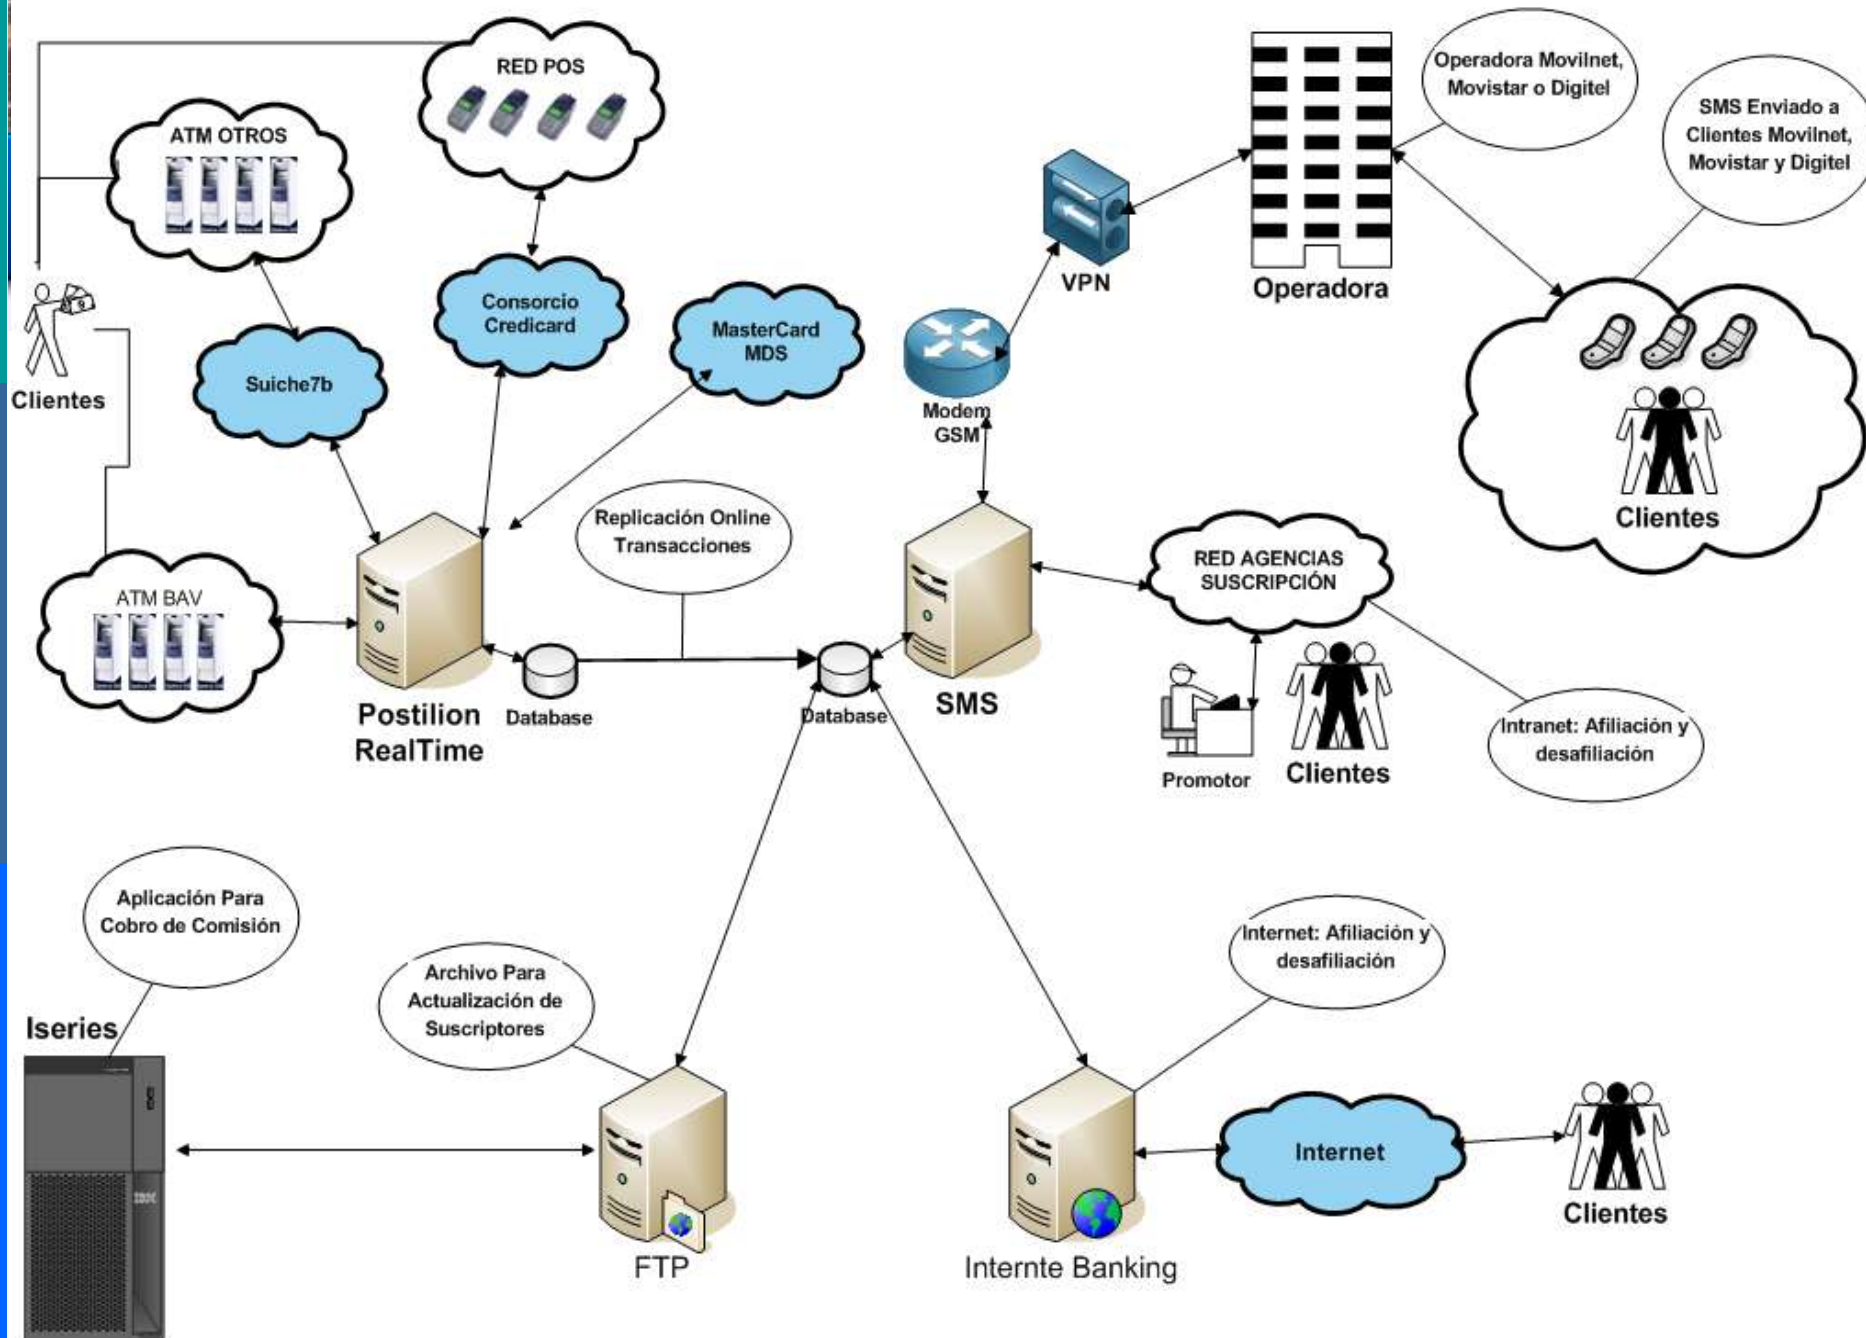 RED POS
ATM OTROS
Operadora Movilnet,
Movistar o Digitel
SMS Enviado a
Clientes Movilnet,
Movistar y Digitel
VPN
Operadora
Consorcio
Credicard
MasterCard
MDS
Suiche7b
Clientes
Modem
GSM
Clientes
Replicación Online
Transacciones
RED AGENCIAS
SUSCRIPCIÓN
ATM BAV
Postilion
RealTime
Database
Database
SMS
Promotor
Clientes
Intranet: Afiliación y
desafiliación
Aplicación Para
Cobro de Comisión
Archivo Para
Actualización de
Suscriptores
Internet: Afiliación y
desafiliación
Iseries
IBM
Internet
Clientes
FTP
Internte Banking